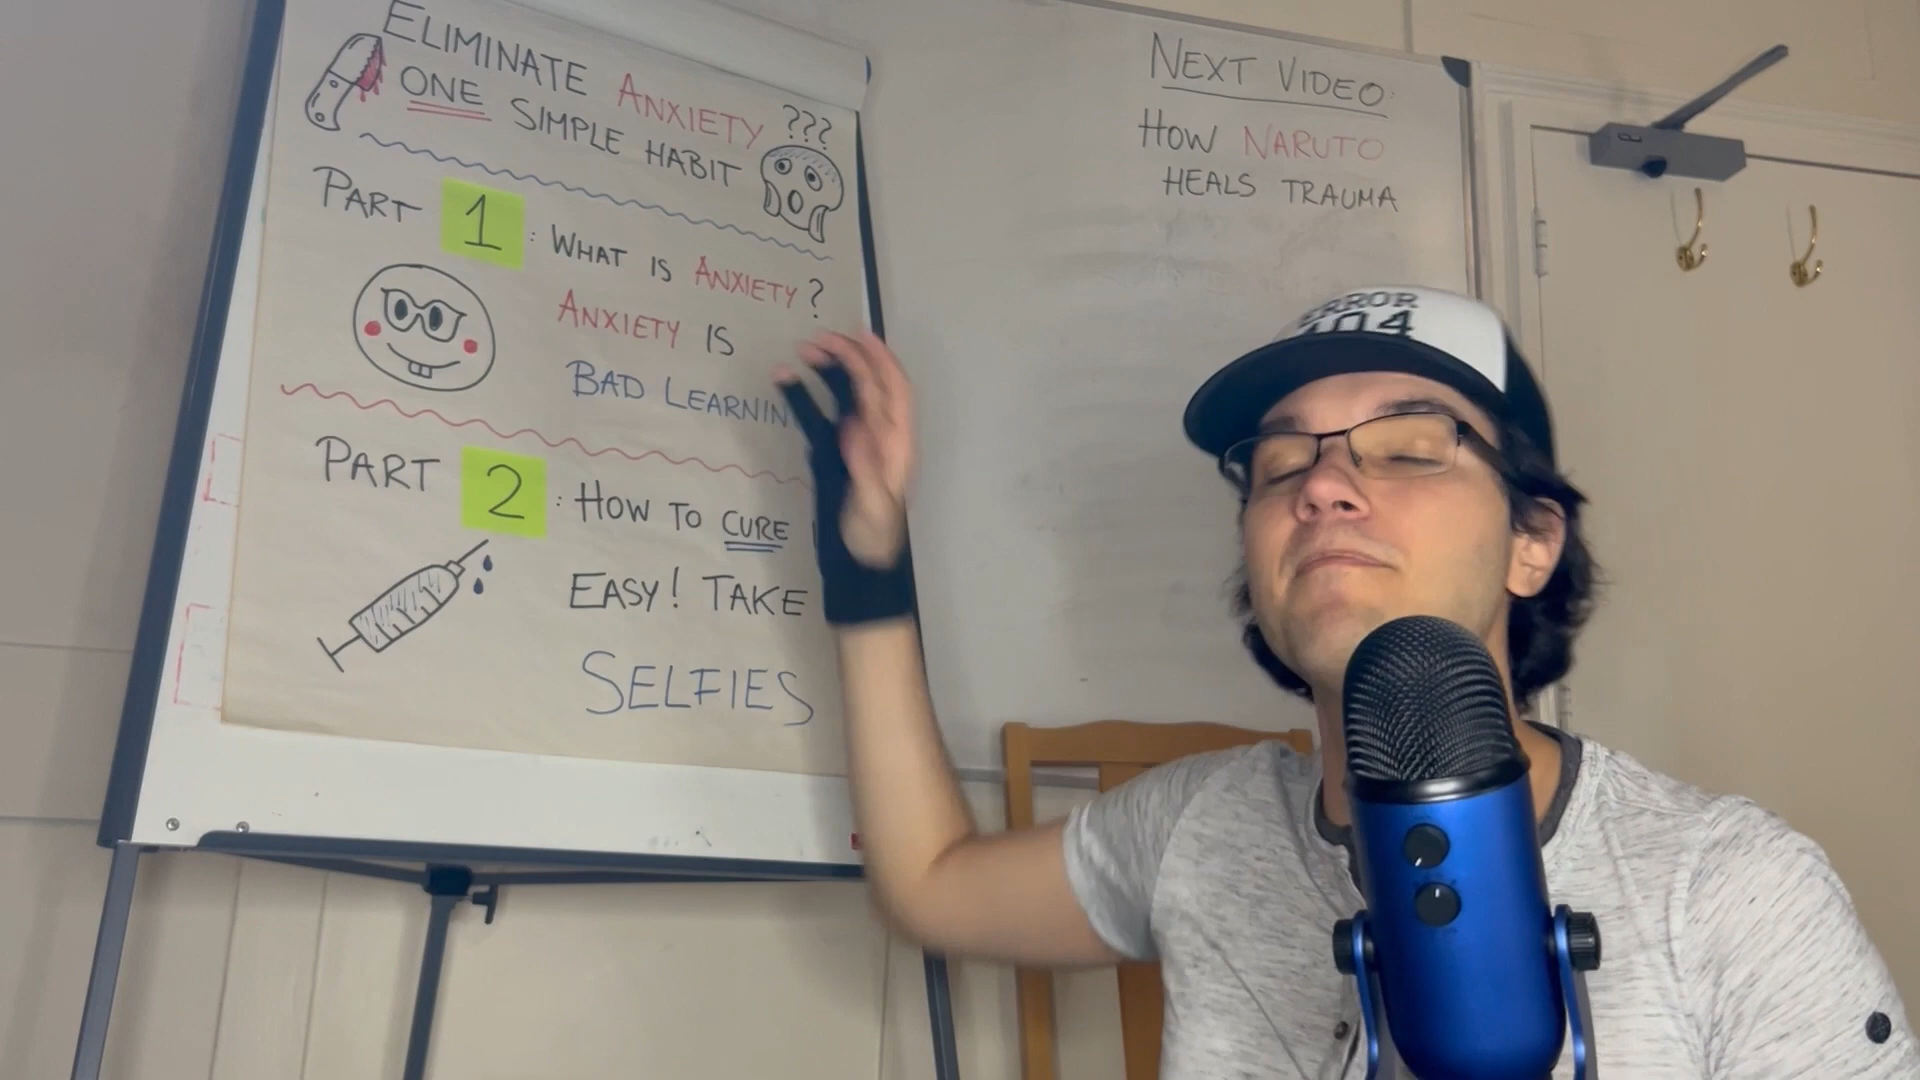 ELIMINATE ANXIETY ???
ONE SIMPLE HABIT
PART 1 : WHAT IS ANXIETY?
ANXIETY IS
BAD LEARNIN
PART 2 : HOW TO CURE
EASY! TAKE
SELFIES
NEXT VIDEO:
HOW NARUTO
HEALS TRAUMA
ERROR
404